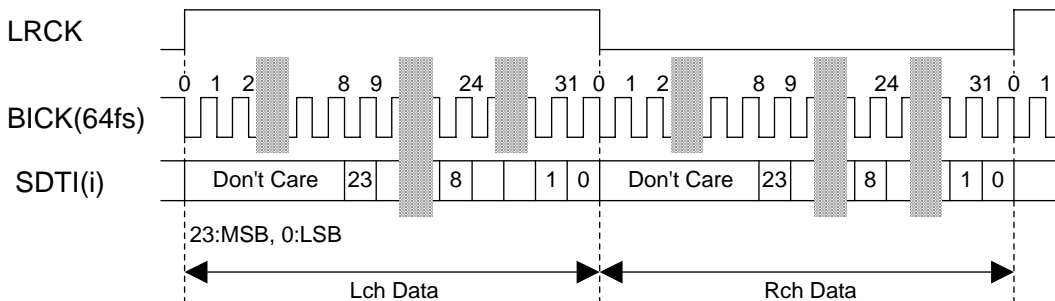 LRCK
0 1 2 8 9 24 31 0 1 2 8 9 24 31 0 1
BICK(64fs)
SDTI(i) Don't Care 23 8 1 0 Don't Care 23 8 1 0
23:MSB, 0:LSB
Lch Data Rch Data